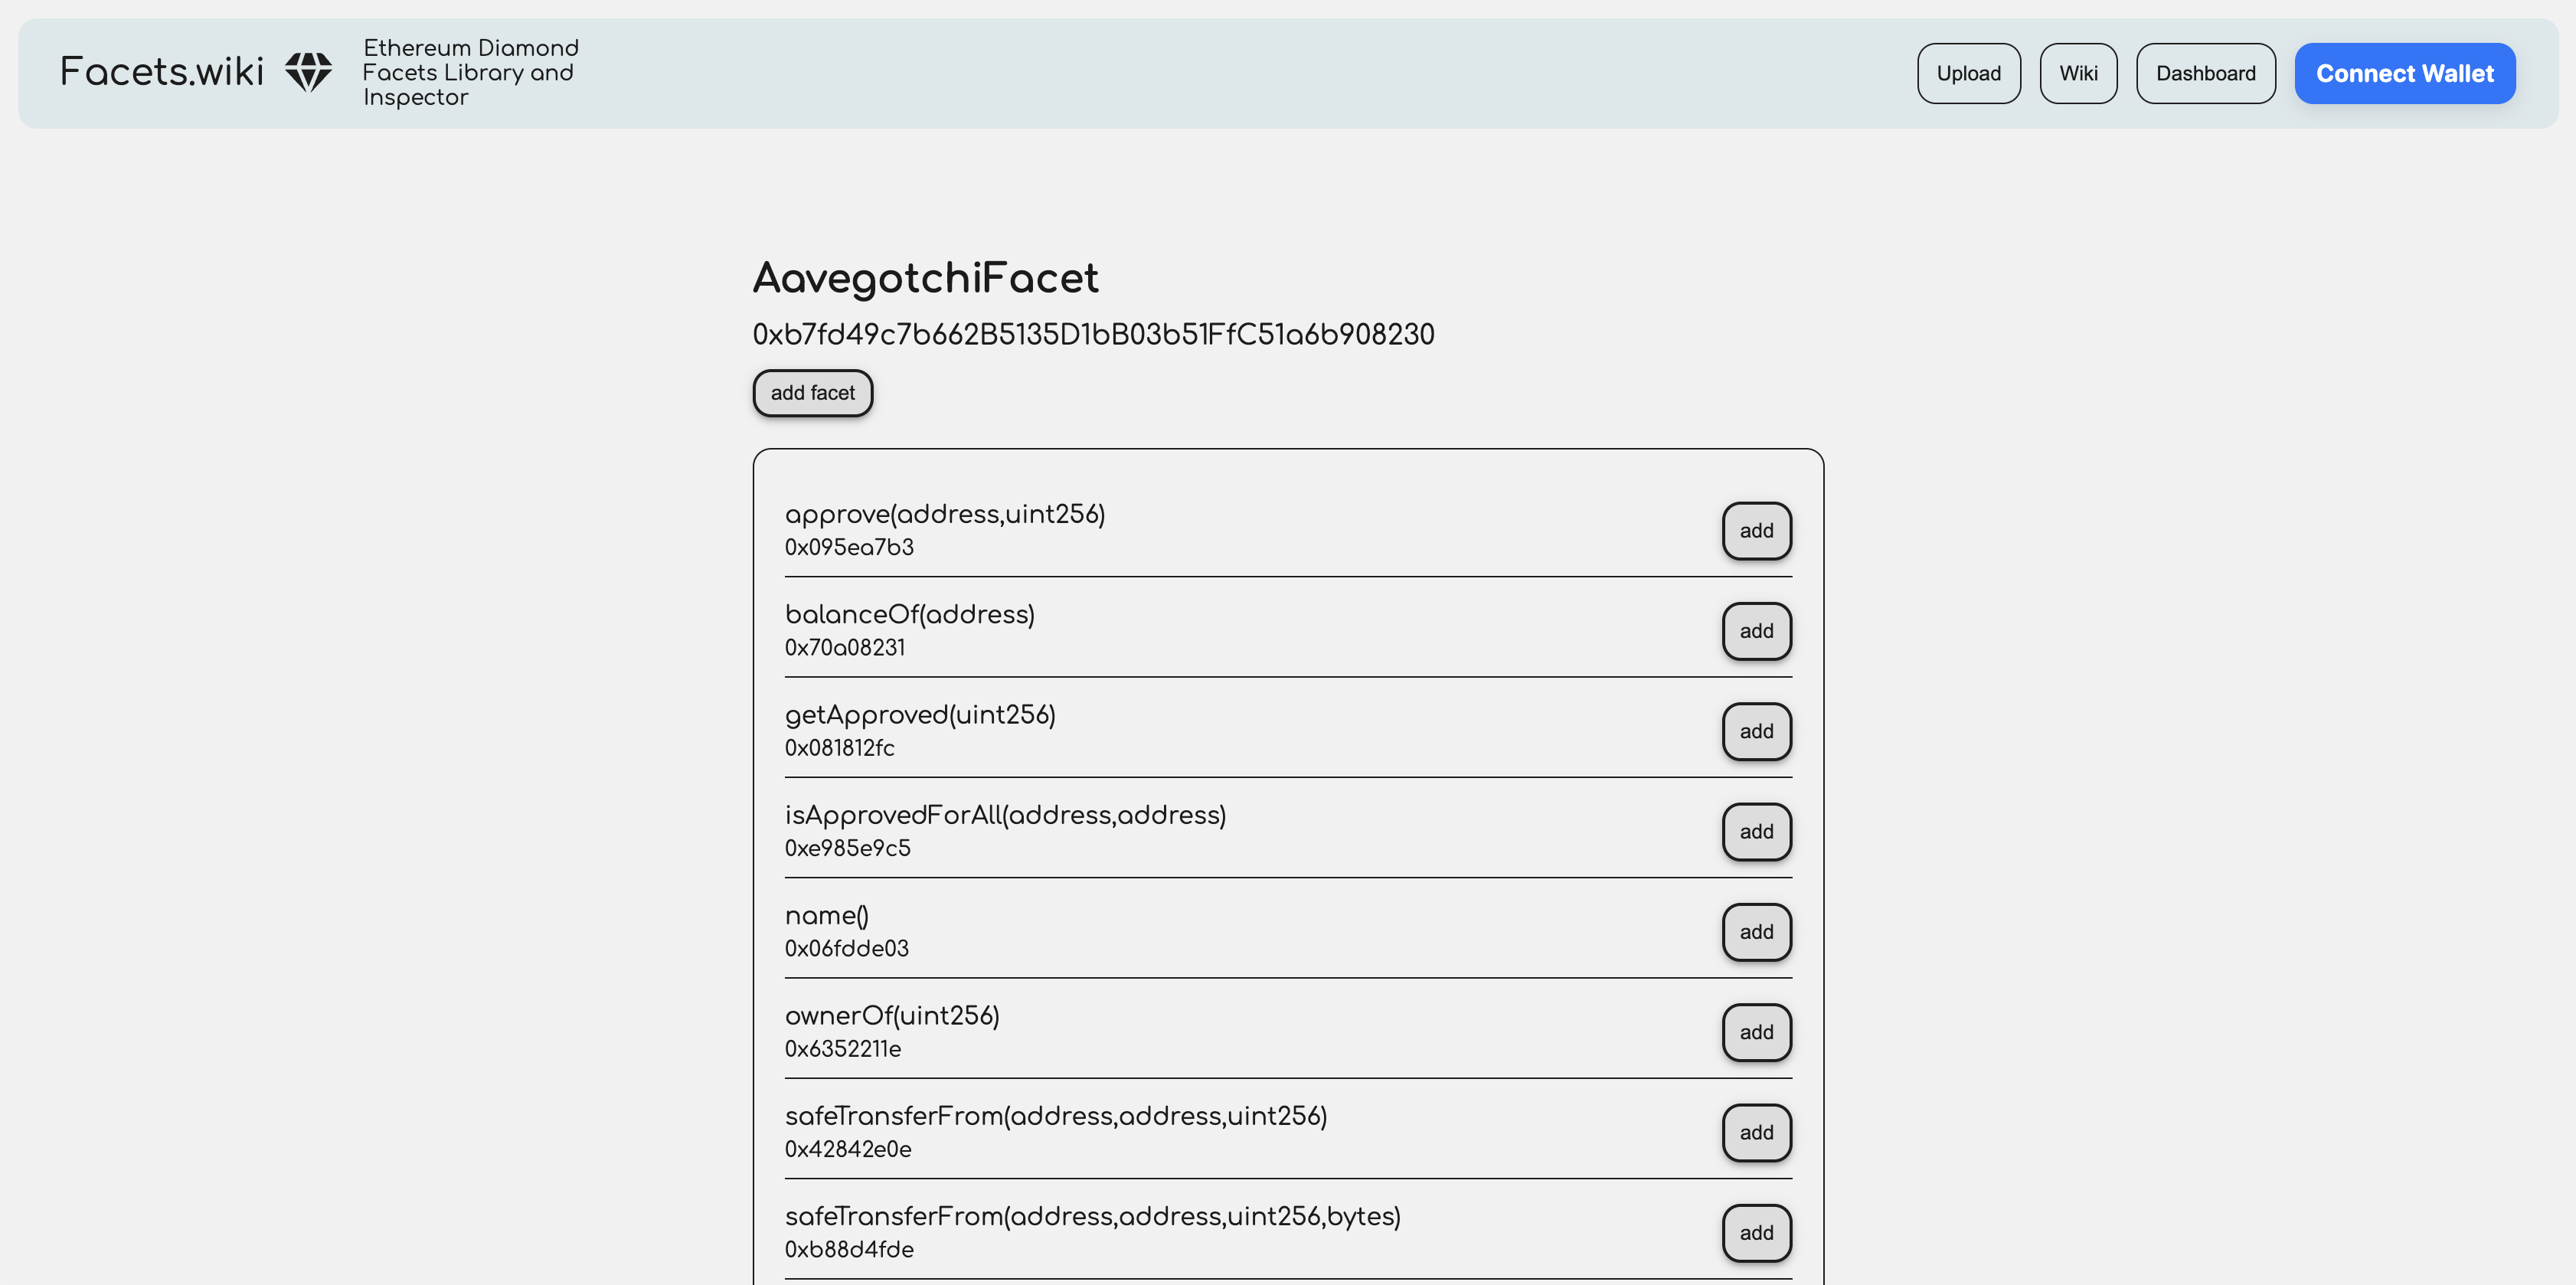 Facets.wiki
Ethereum Diamond
Facets Library and
Inspector
Upload
Wiki
Dashboard
Connect Wallet
AavegotchiFacet
0xb7fd49c7b662B5135D1bB03b51FfC51a6b908230
add facet
approve(address,uint256)
0x095ea7b3
add
balanceOf(address)
0x70a08231
add
getApproved(uint256)
0x081812fc
add
isApprovedForAll(address,address)
0xe985e9c5
add
name()
0x06fdde03
add
ownerOf(uint256)
0x6352211e
add
safeTransferFrom(address,address,uint256)
0x42842e0e
add
safeTransferFrom(address,address,uint256,bytes)
0xb88d4fde
add